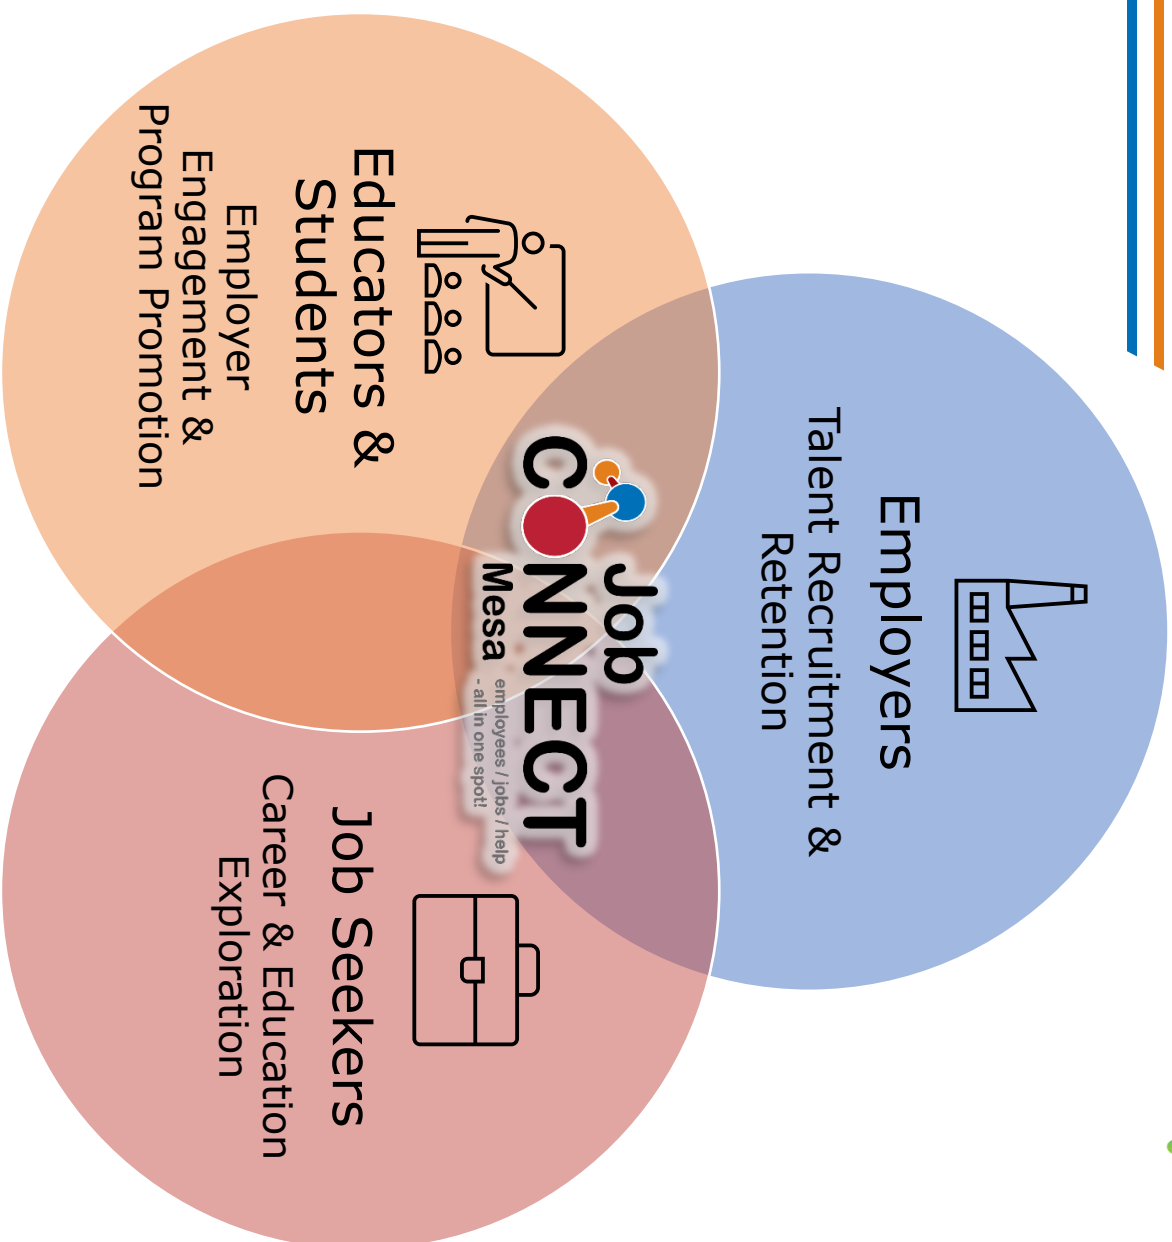 Employers
Talent Recruitment &
Retention
Educators &
Students
Employer
Engagement &
Program Promotion
Job
CONNECT
Mesa
employees / jobs / help
- all in one spot!
Job Seekers
Career & Education
Exploration